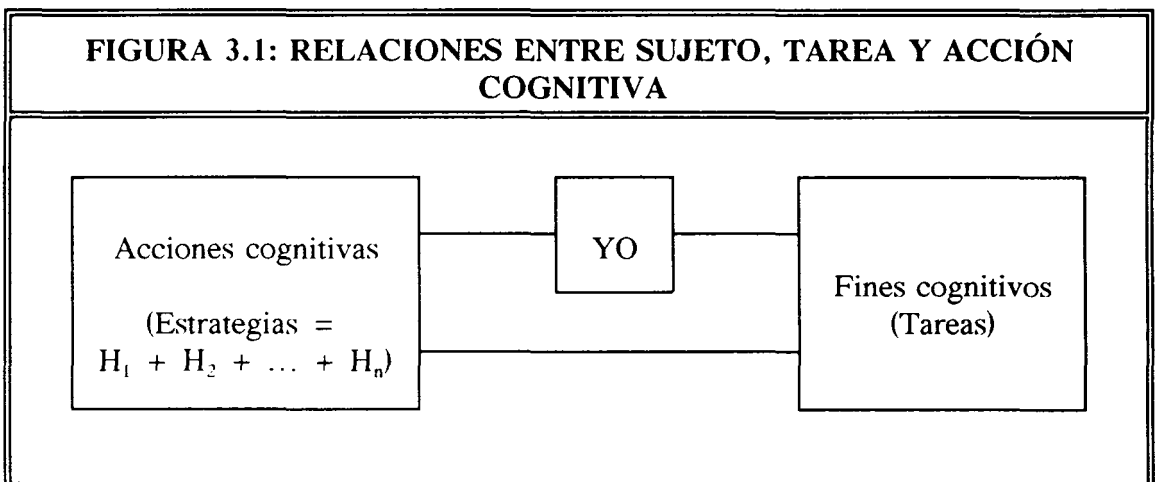 FIGURA 3.1: RELACIONES ENTRE SUJETO, TAREA Y ACCIÓN
COGNITIVA
Acciones cognitivas
(Estrategias =
H₁ + H₂ + ... + Hₙ)
YO
Fines cognitivos
(Tareas)